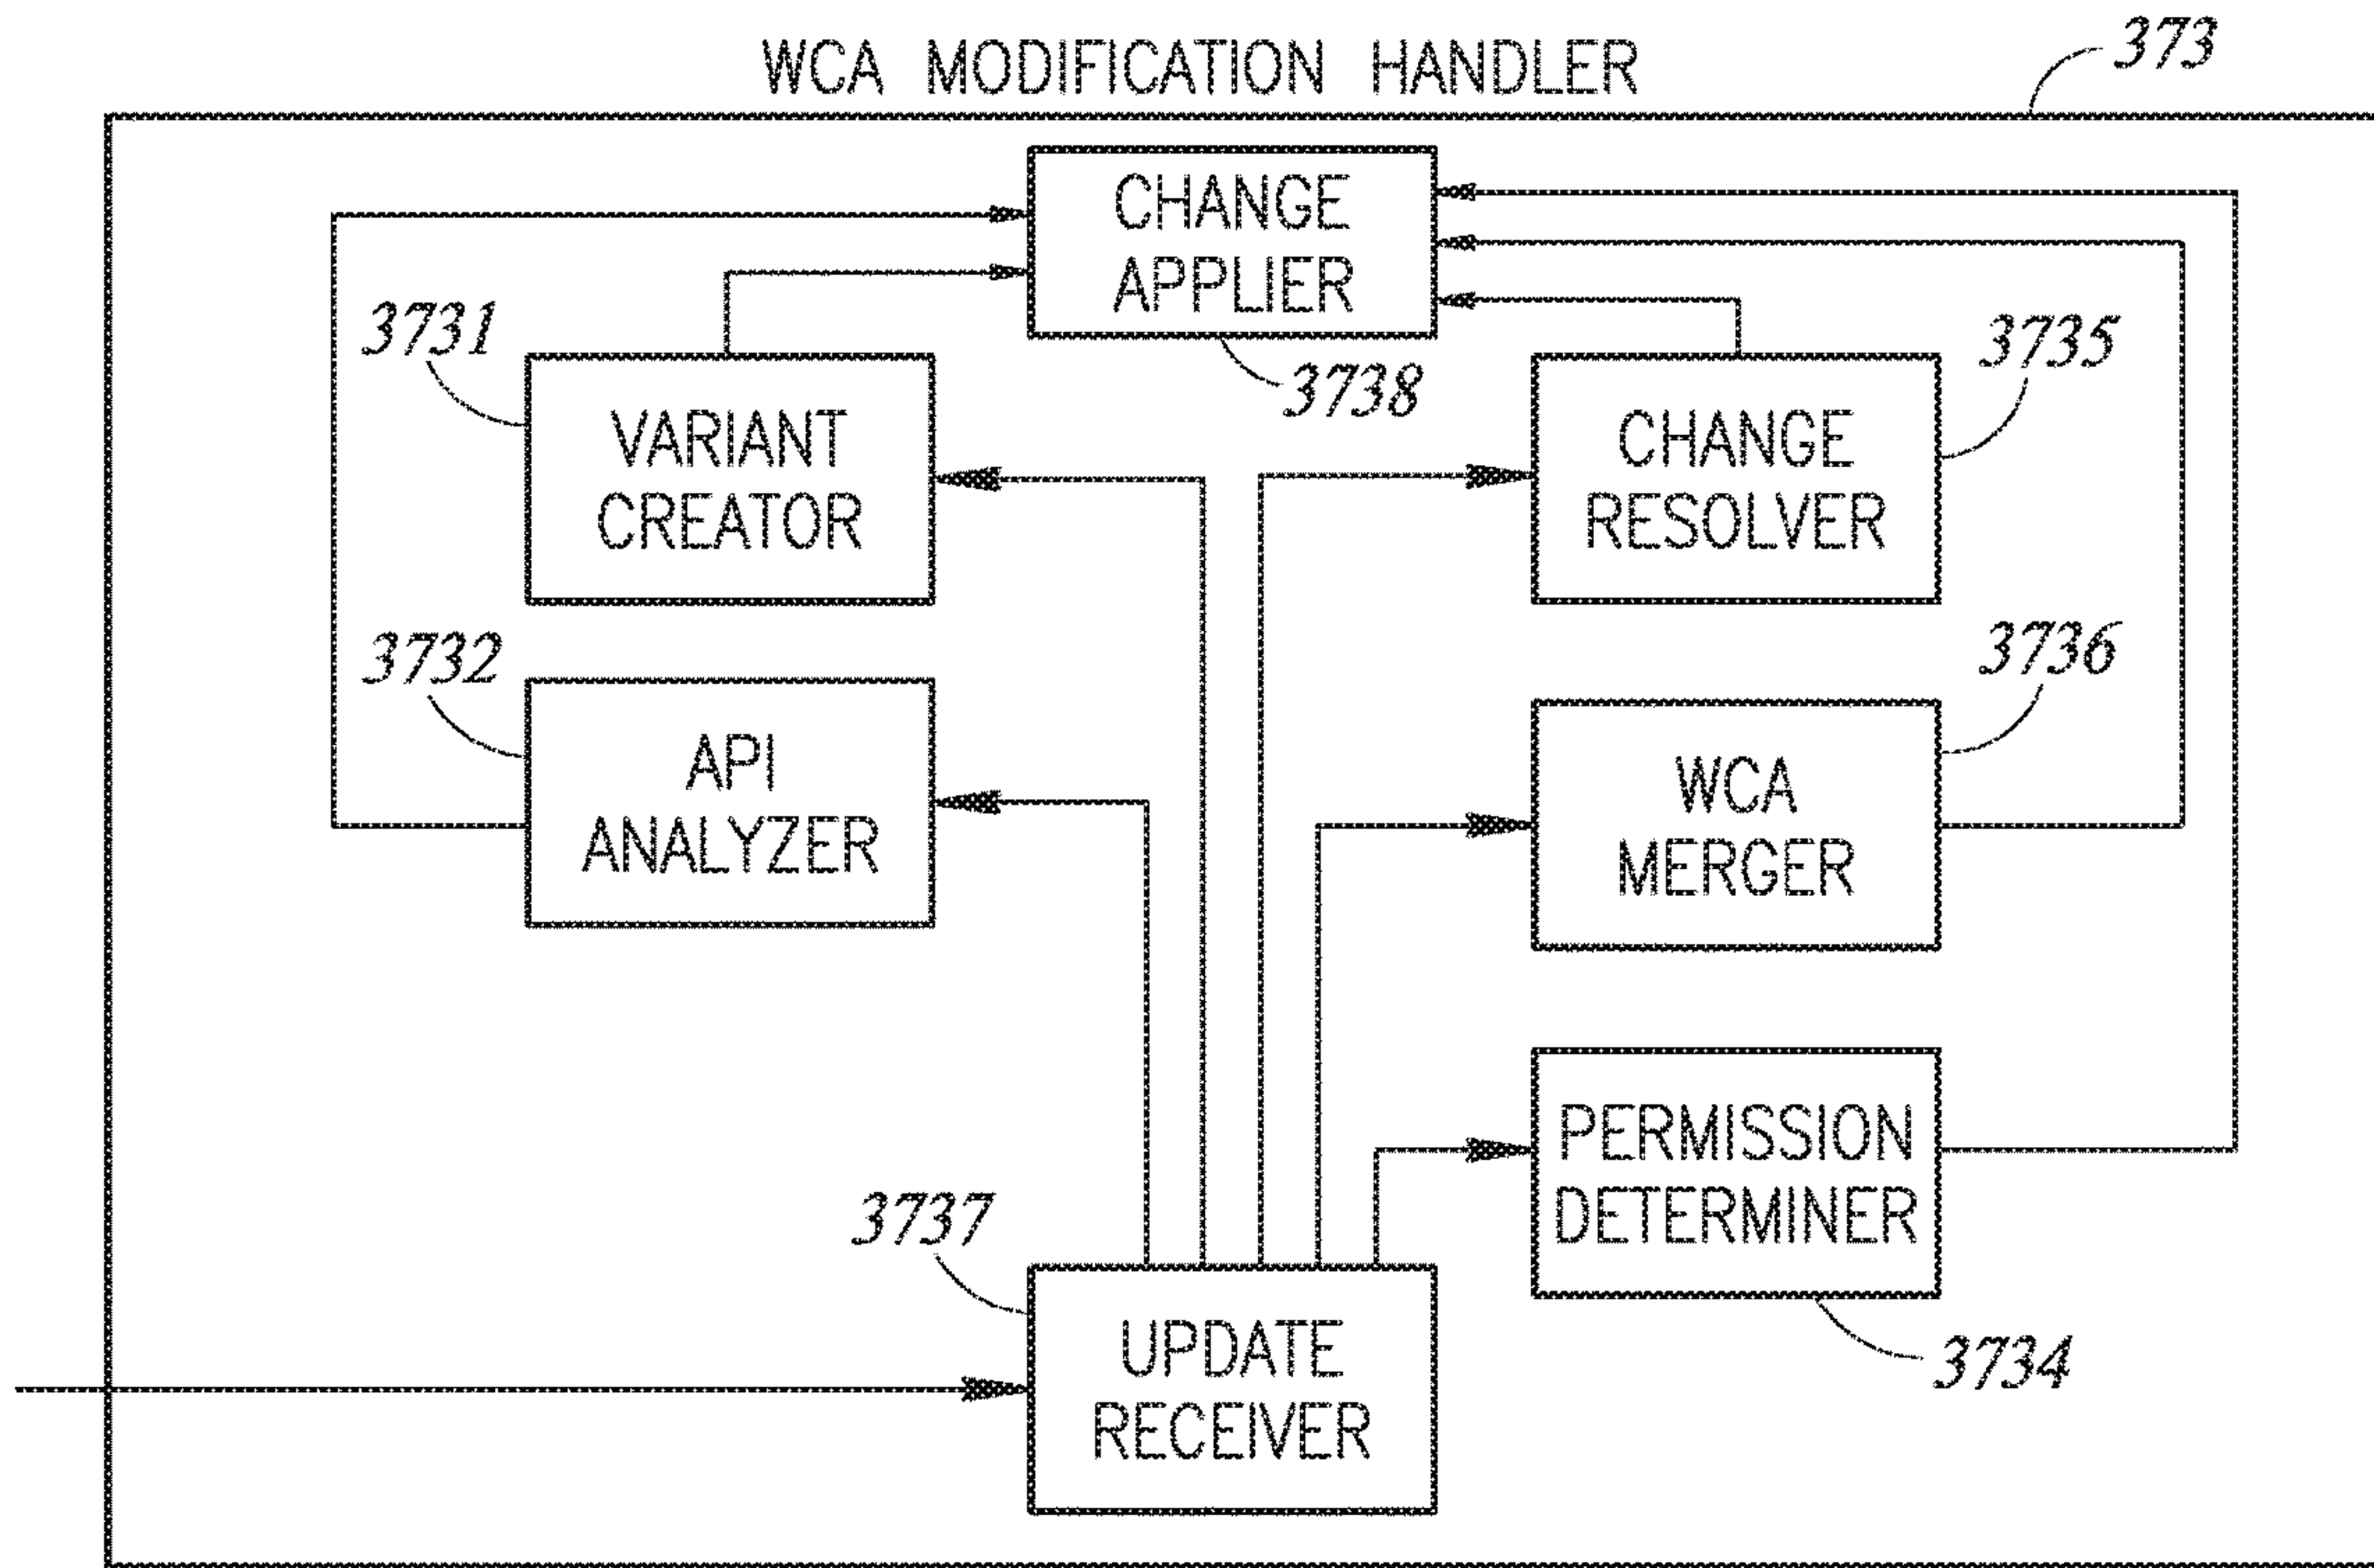 WCA MODIFICATION HANDLER
373
CHANGE
APPLIER
3738
3731
VARIANT
CREATOR
3735
CHANGE
RESOLVER
3732
API
ANALYZER
3736
WCA
MERGER
PERMISSION
DETERMINER
3734
3737
UPDATE
RECEIVER